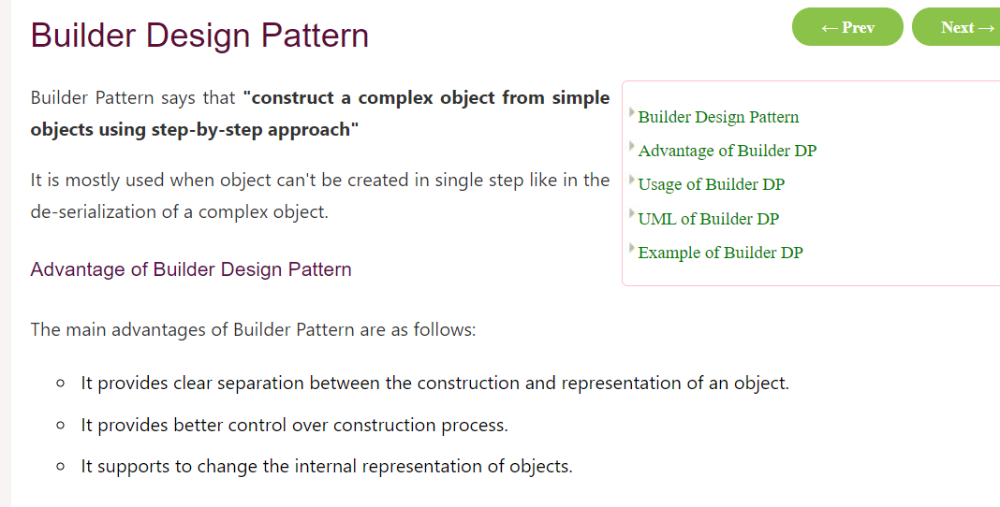 Builder Design Pattern
← Prev
Next →
Builder Pattern says that "construct a complex object from simple
objects using step-by-step approach"
It is mostly used when object can't be created in single step like in the
de-serialization of a complex object.
Builder Design Pattern
Advantage of Builder DP
Usage of Builder DP
UML of Builder DP
Example of Builder DP
Advantage of Builder Design Pattern
The main advantages of Builder Pattern are as follows:
It provides clear separation between the construction and representation of an object.
It provides better control over construction process.
It supports to change the internal representation of objects.